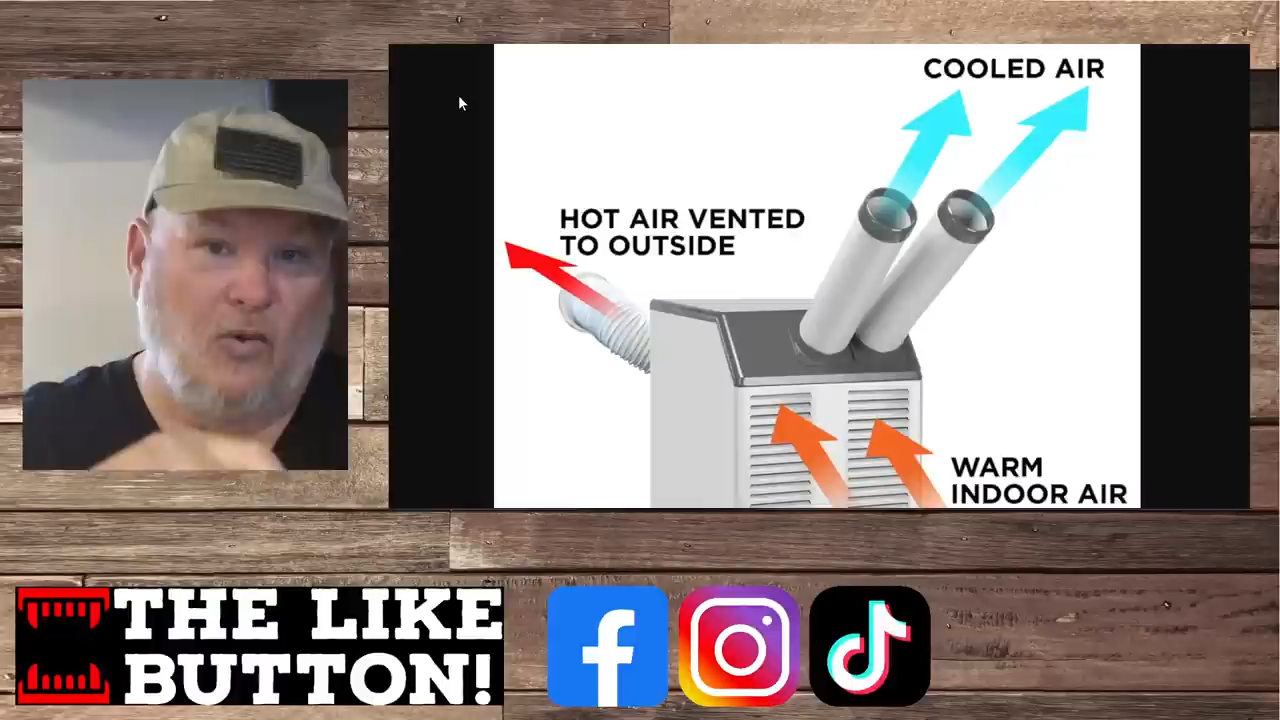 COOLED AIR
HOT AIR VENTED
TO OUTSIDE
WARM
INDOOR AIR
THE LIKE
BUTTON!